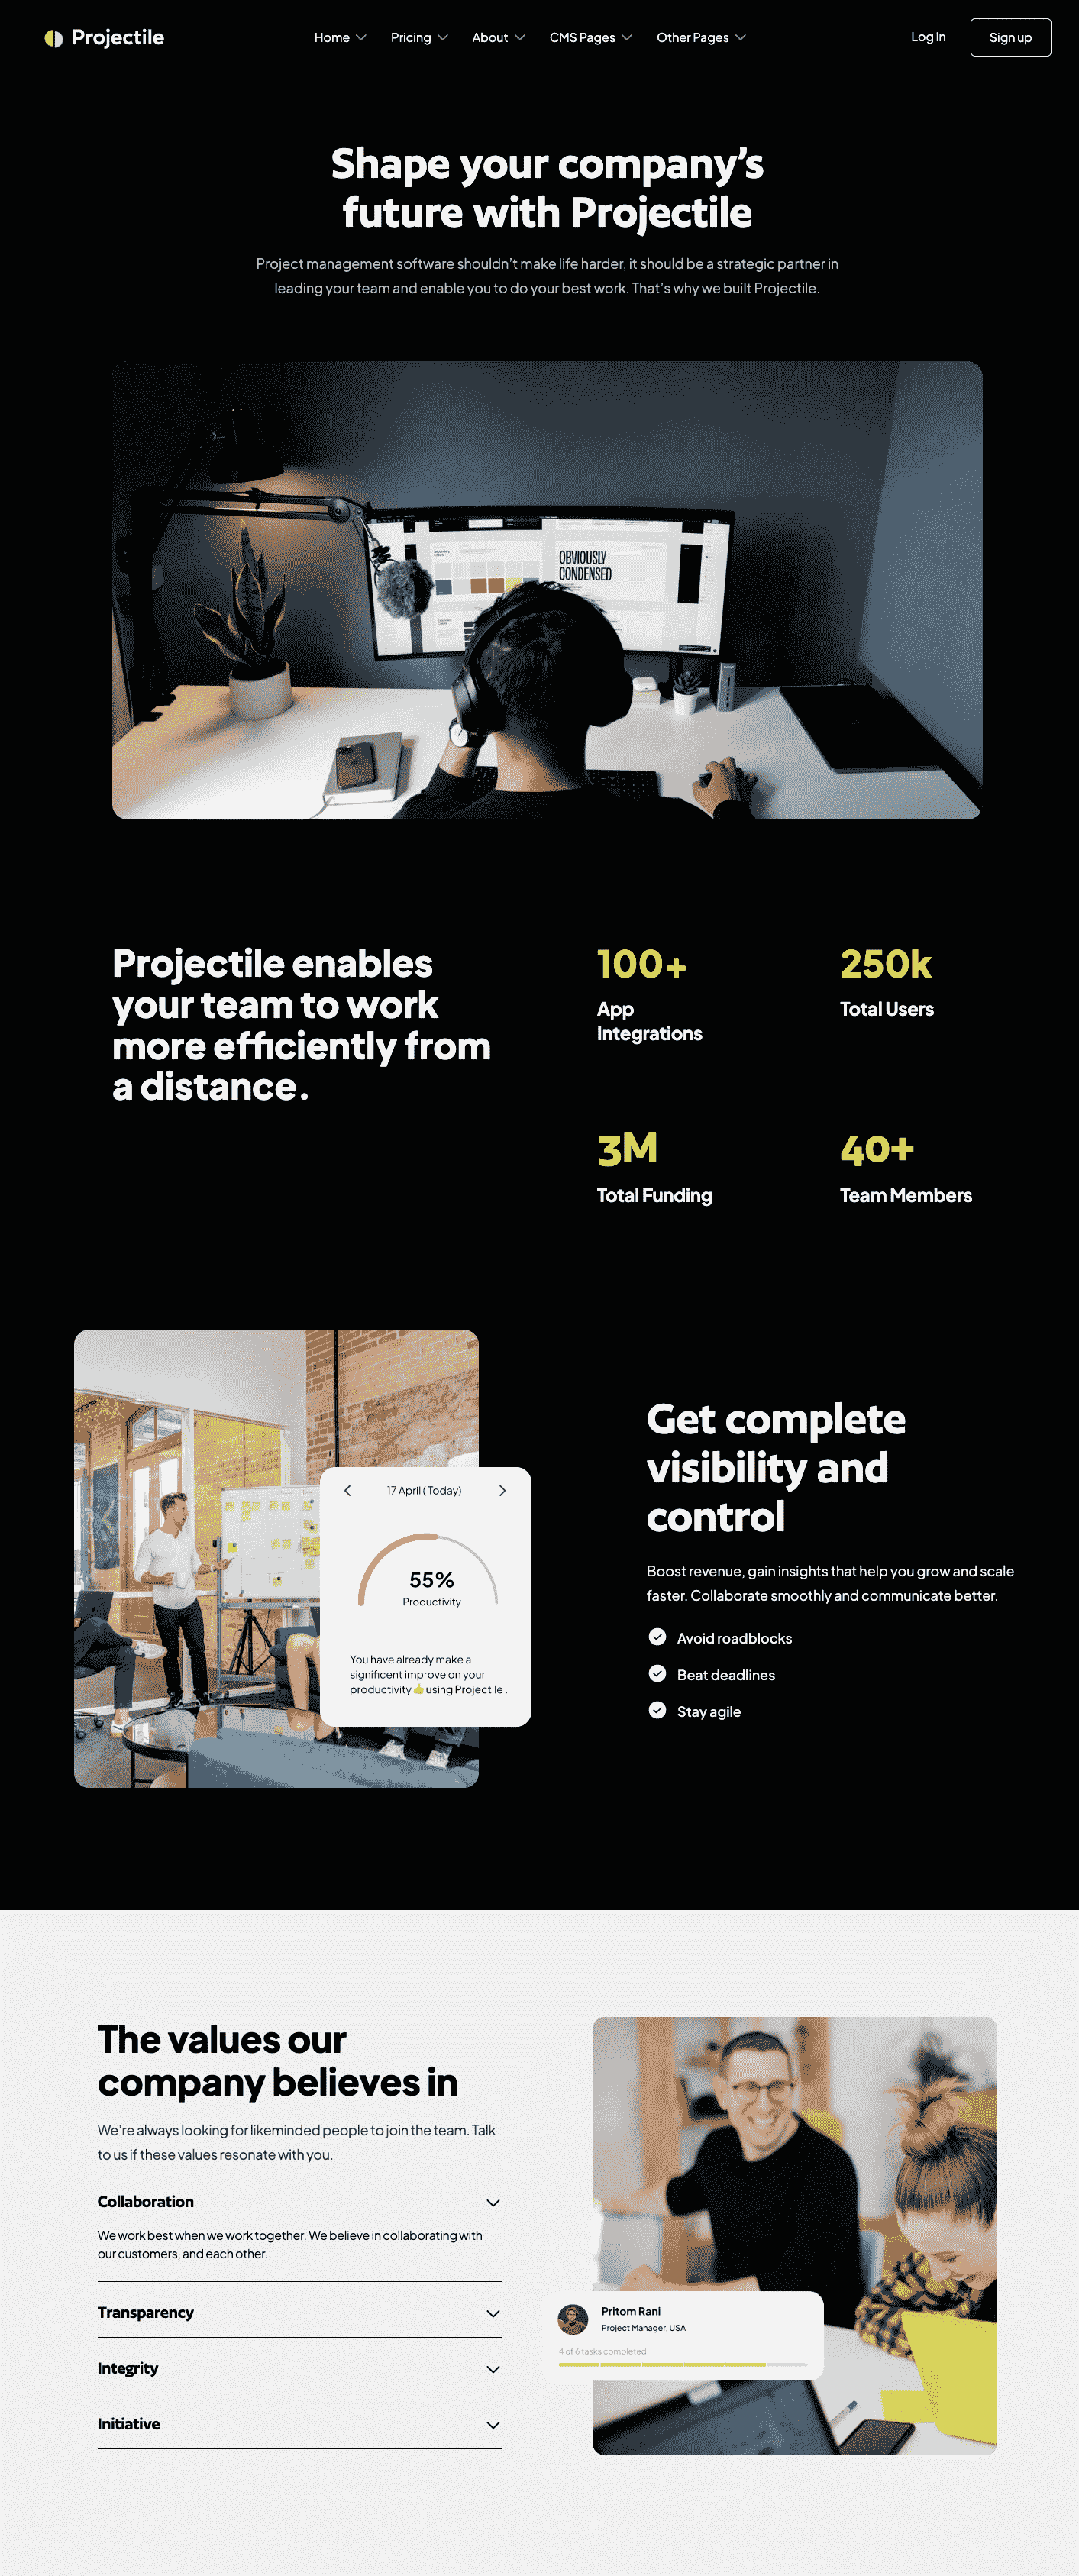 Projectile
Home
Pricing
About
CMS Pages
Other Pages
Log in
Sign up
Shape your company’s
future with Projectile
Project management software shouldn’t make life harder, it should be a strategic partner in
leading your team and enable you to do your best work. That’s why we built Projectile.
OBVIOUSLY
CONDENSED
Projectile enables
your team to work
more efficiently from
a distance.
100+
App
Integrations
250k
Total Users
3M
Total Funding
40+
Team Members
17 April ( Today)
55%
Productivity
You have already make a
significent improve on your
productivity 👍 using Projectile .
Get complete
visibility and
control
Boost revenue, gain insights that help you grow and scale
faster. Collaborate smoothly and communicate better.
Avoid roadblocks
Beat deadlines
Stay agile
The values our
company believes in
We’re always looking for likeminded people to join the team. Talk
to us if these values resonate with you.
Collaboration
We work best when we work together. We believe in collaborating with
our customers, and each other.
Transparency
Integrity
Initiative
Pritom Rani
Project Manager, USA
4 of 6 tasks completed